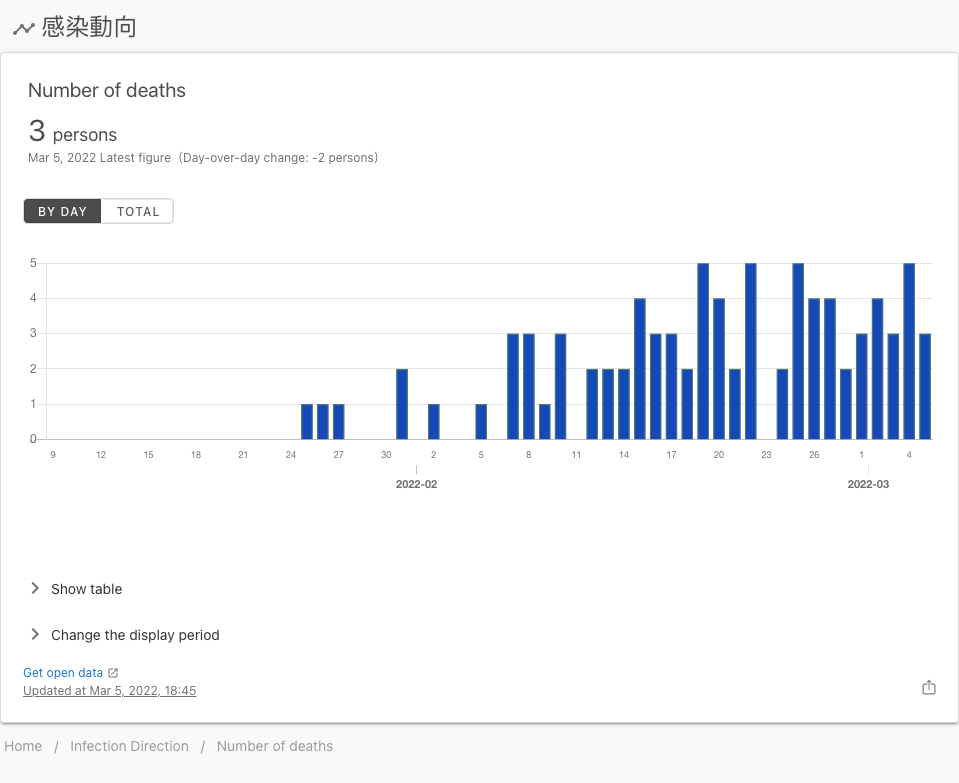 感染動向
Number of deaths
3 persons
Mar 5, 2022 Latest figure (Day-over-day change: -2 persons)
BY DAY TOTAL
5
4
3
2
1
0
9 12 15 18 21 24 27 30 2 5 8 11 14 17 20 23 26 1 4
2022-02 2022-03
Show table
Change the display period
Get open data
Updated at Mar 5, 2022, 18:45
Home / Infection Direction / Number of deaths